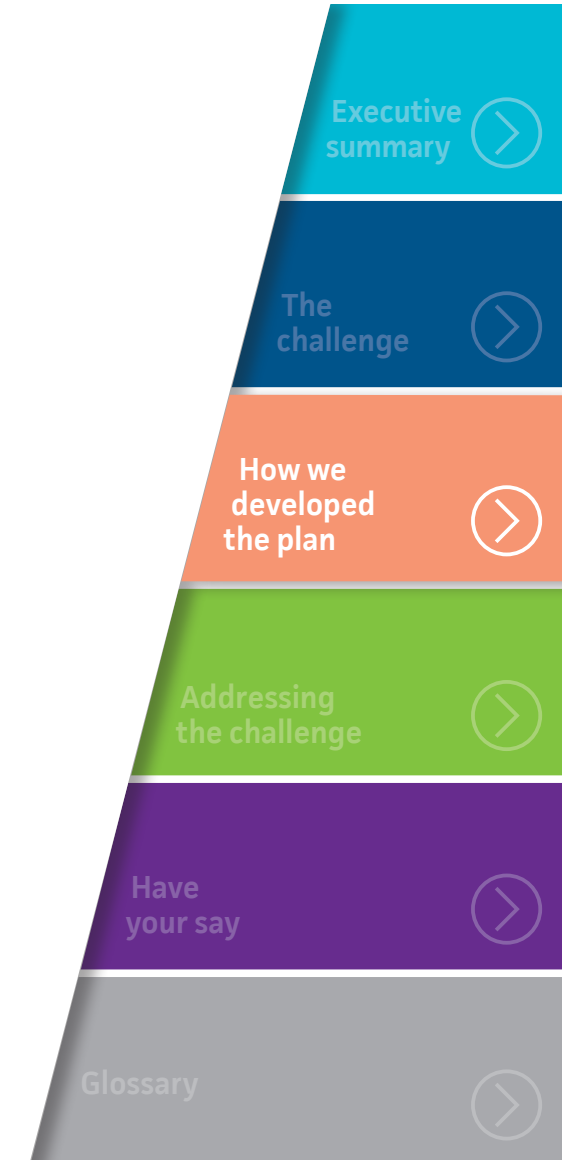 Executive
summary
The
challenge
How we
developed
the plan
Addressing
the challenge
Have
your say
Glossary